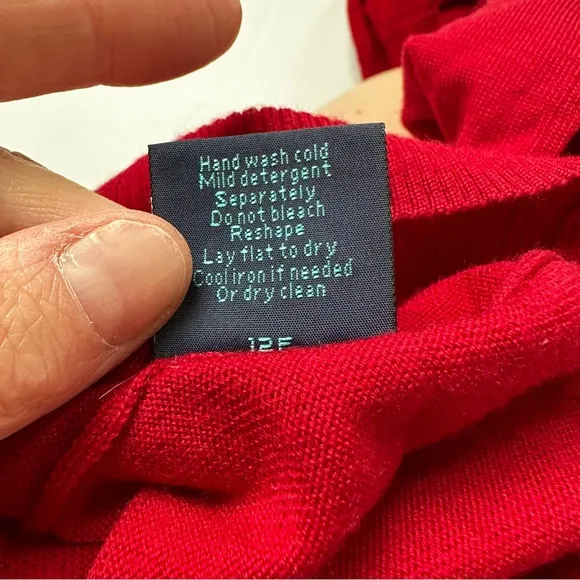 Hand wash cold
Mild detergent
Separately
Do not bleach
Reshape
Lay flat to dry
Cool iron if needed
Or dry clean